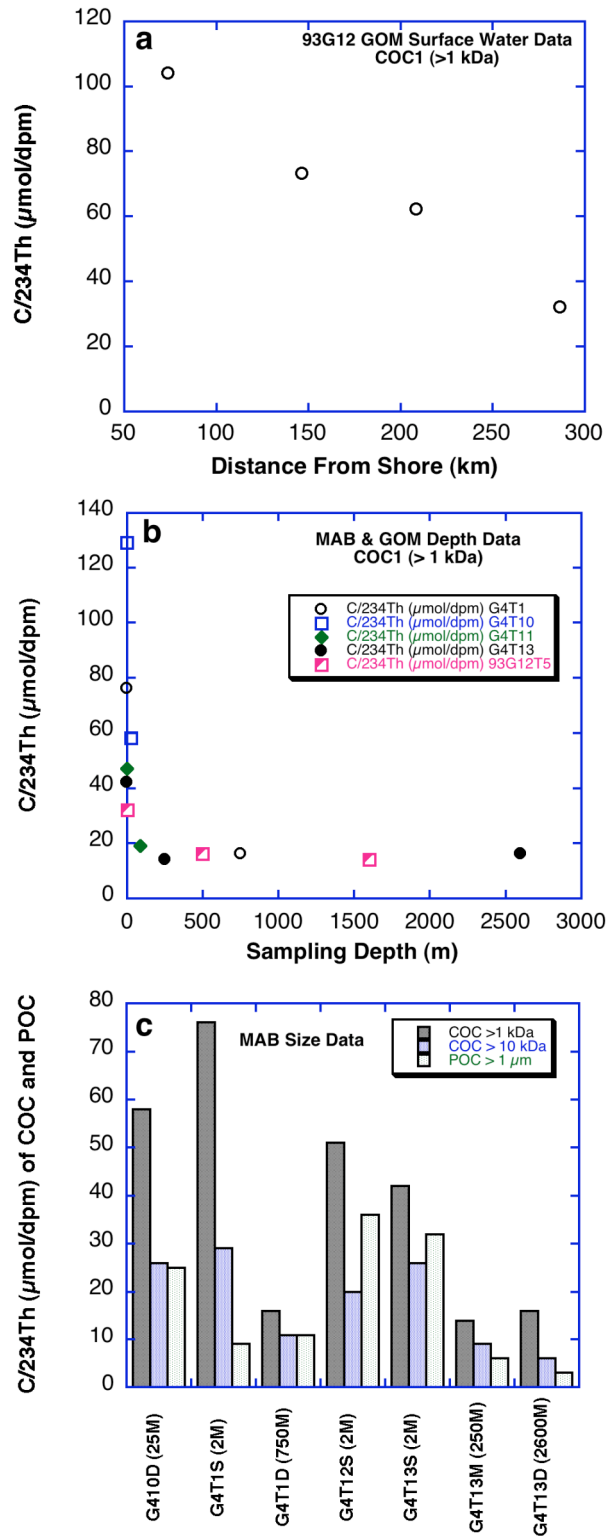 a
93G12 GOM Surface Water Data
COC1 (>1 kDa)
C/234Th (µmol/dpm)
120
100
80
60
40
20
0
50
100
150
200
250
300
Distance From Shore (km)
b
MAB & GOM Depth Data
COC1 (> 1 kDa)
C/234Th (µmol/dpm) G4T1
C/234Th (µmol/dpm) G4T10
C/234Th (µmol/dpm) G4T11
C/234Th (µmol/dpm) G4T13
C/234Th (µmol/dpm) 93G12T5
C/234Th (µmol/dpm)
140
120
100
80
60
40
20
0
0
500
1000
1500
2000
2500
3000
Sampling Depth (m)
c
MAB Size Data
COC >1 kDa
COC > 10 kDa
POC > 1 µm
C/234Th (µmol/dpm) of COC and POC
80
70
60
50
40
30
20
10
0
G410D (25M)
G4T1S (2M)
G4T1D (750M)
G4T12S (2M)
G4T13S (2M)
G4T13M (250M)
G4T13D (2600M)